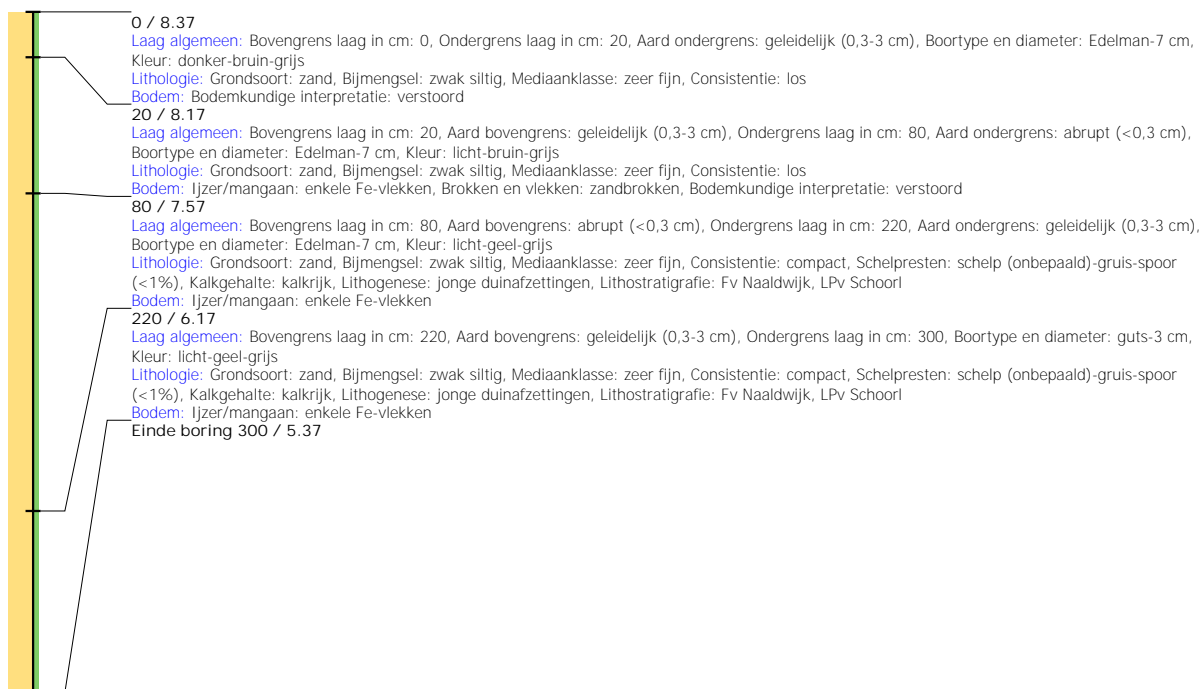 0 / 8.37
Laag algemeen: Bovengrens laag in cm: 0, Ondergrens laag in cm: 20, Aard ondergrens: geleidelijk (0,3-3 cm), Boortype en diameter: Edelman-7 cm,
Kleur: donker-bruin-grijs
Lithologie: Grondsoort: zand, Bijmengsel: zwak siltig, Mediaanklasse: zeer fijn, Consistentie: los
Bodem: Bodemkundige interpretatie: verstoord
20 / 8.17
Laag algemeen: Bovengrens laag in cm: 20, Aard bovengrens: geleidelijk (0,3-3 cm), Ondergrens laag in cm: 80, Aard ondergrens: abrupt (<0,3 cm),
Boortype en diameter: Edelman-7 cm, Kleur: licht-bruin-grijs
Lithologie: Grondsoort: zand, Bijmengsel: zwak siltig, Mediaanklasse: zeer fijn, Consistentie: los
Bodem: Ijzer/mangaan: enkele Fe-vlekken, Brokken en vlekken: zandbrokken, Bodemkundige interpretatie: verstoord
80 / 7.57
Laag algemeen: Bovengrens laag in cm: 80, Aard bovengrens: abrupt (<0,3 cm), Ondergrens laag in cm: 220, Aard ondergrens: geleidelijk (0,3-3 cm),
Boortype en diameter: Edelman-7 cm, Kleur: licht-geel-grijs
Lithologie: Grondsoort: zand, Bijmengsel: zwak siltig, Mediaanklasse: zeer fijn, Consistentie: compact, Schelpresten: schelp (onbepaald)-gruis-spoor
(<1%), Kalkgehalte: kalkrijk, Lithogenese: jonge duinafzettingen, Lithostratigrafie: Fv Naaldwijk, LPv Schoorl
Bodem: Ijzer/mangaan: enkele Fe-vlekken
220 / 6.17
Laag algemeen: Bovengrens laag in cm: 220, Aard bovengrens: geleidelijk (0,3-3 cm), Ondergrens laag in cm: 300, Boortype en diameter: guts-3 cm,
Kleur: licht-geel-grijs
Lithologie: Grondsoort: zand, Bijmengsel: zwak siltig, Mediaanklasse: zeer fijn, Consistentie: compact, Schelpresten: schelp (onbepaald)-gruis-spoor
(<1%), Kalkgehalte: kalkrijk, Lithogenese: jonge duinafzettingen, Lithostratigrafie: Fv Naaldwijk, LPv Schoorl
Bodem: Ijzer/mangaan: enkele Fe-vlekken
Einde boring 300 / 5.37